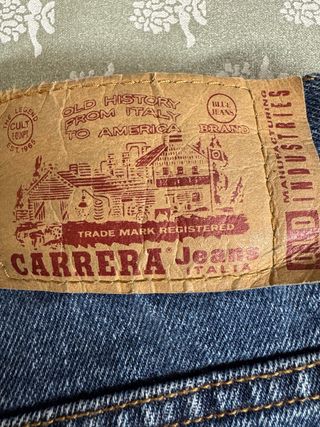 THE LEGEND
CULT
EQUIPE
EST. 1965
OLD HISTORY
FROM ITALY
TO AMERICA
BLUE
JEANS
BRAND
TRADE MARK REGISTERED
CARRERA Jeans
ITALIA
MANUFACTURING
INDUSTRIES